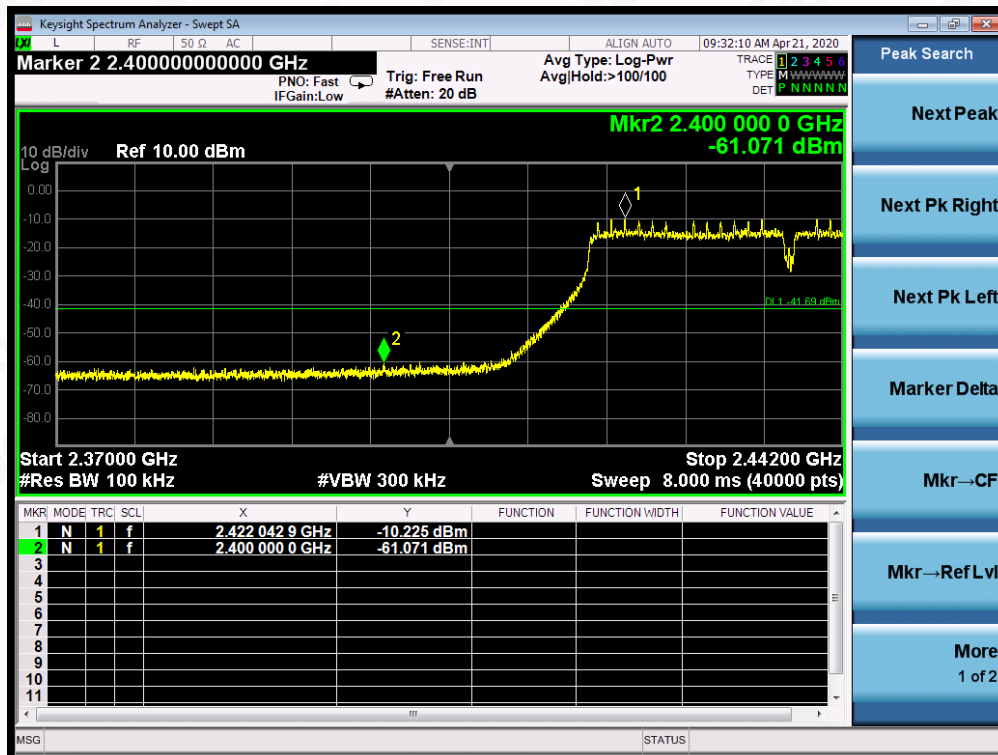 Keysight Spectrum Analyzer - Swept SA
LXI L RF 50 Ω AC SENSE:INT ALIGN AUTO 09:32:10 AM Apr 21, 2020
Marker 2 2.400000000000 GHz
PNO: Fast
IFGain:Low
Trig: Free Run
#Atten: 20 dB
Avg Type: Log-Pwr
Avg|Hold:>100/100
TRACE 1 2 3 4 5 6
TYPE M WWWWW
DET P N N N N N
Mkr2 2.400 000 0 GHz
-61.071 dBm
10 dB/div Ref 10.00 dBm
Log
0.00
-10.0
-20.0
-30.0
-40.0
-50.0
-60.0
-70.0
-80.0
1
2
DL1 -41.69 dBm
Start 2.37000 GHz Stop 2.44200 GHz
#Res BW 100 kHz #VBW 300 kHz Sweep 8.000 ms (40000 pts)
MKR MODE TRC SCL X Y FUNCTION FUNCTION WIDTH FUNCTION VALUE
1 N 1 f 2.422 042 9 GHz -10.225 dBm
2 N 1 f 2.400 000 0 GHz -61.071 dBm
3
4
5
6
7
8
9
10
11
MSG STATUS
Peak Search
Next Peak
Next Pk Right
Next Pk Left
Marker Delta
Mkr→CF
Mkr→Ref Lvl
More
1 of 2